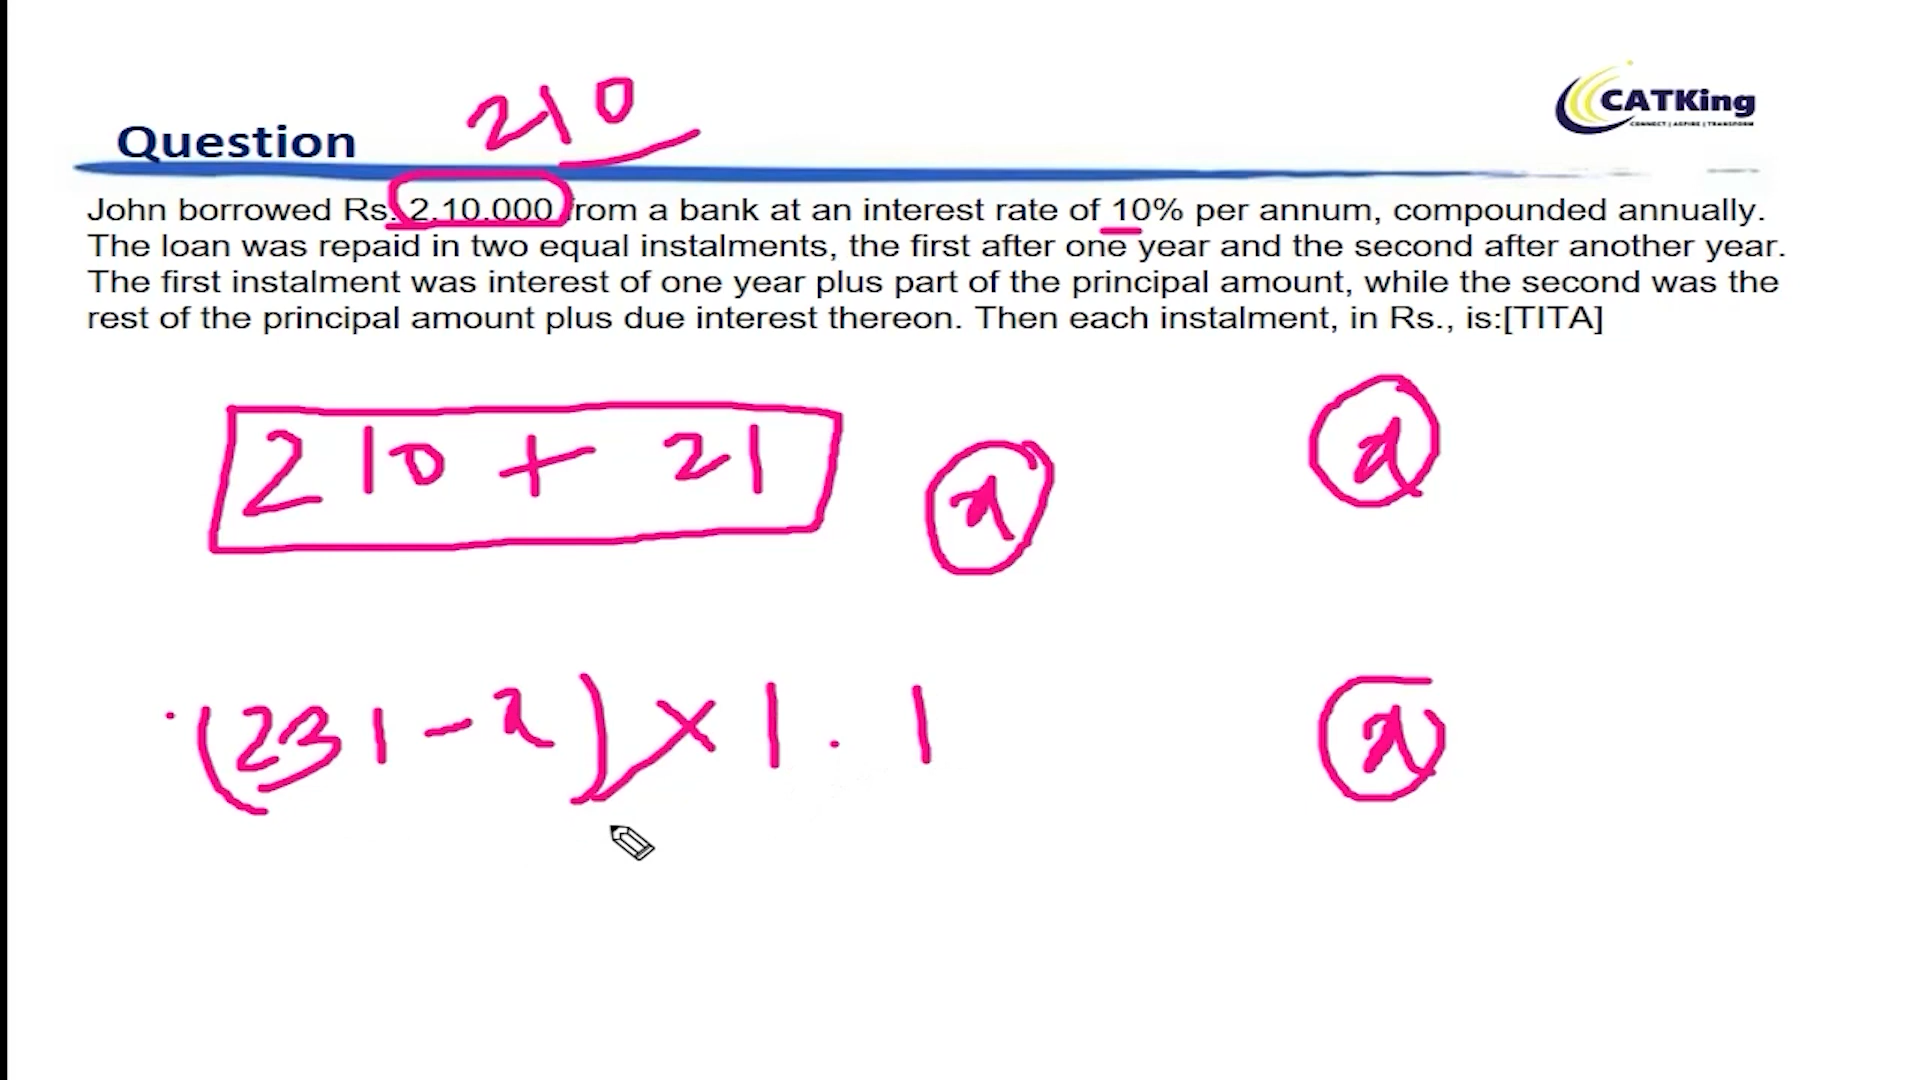 210
CATKing
CONNECT | ASPIRE | TRANSFORM
Question
John borrowed Rs. 2,10,000 from a bank at an interest rate of 10% per annum, compounded annually.
The loan was repaid in two equal instalments, the first after one year and the second after another year.
The first instalment was interest of one year plus part of the principal amount, while the second was the
rest of the principal amount plus due interest thereon. Then each instalment, in Rs., is:[TITA]
210 + 21 x x
(231 - x) × 1.1 x